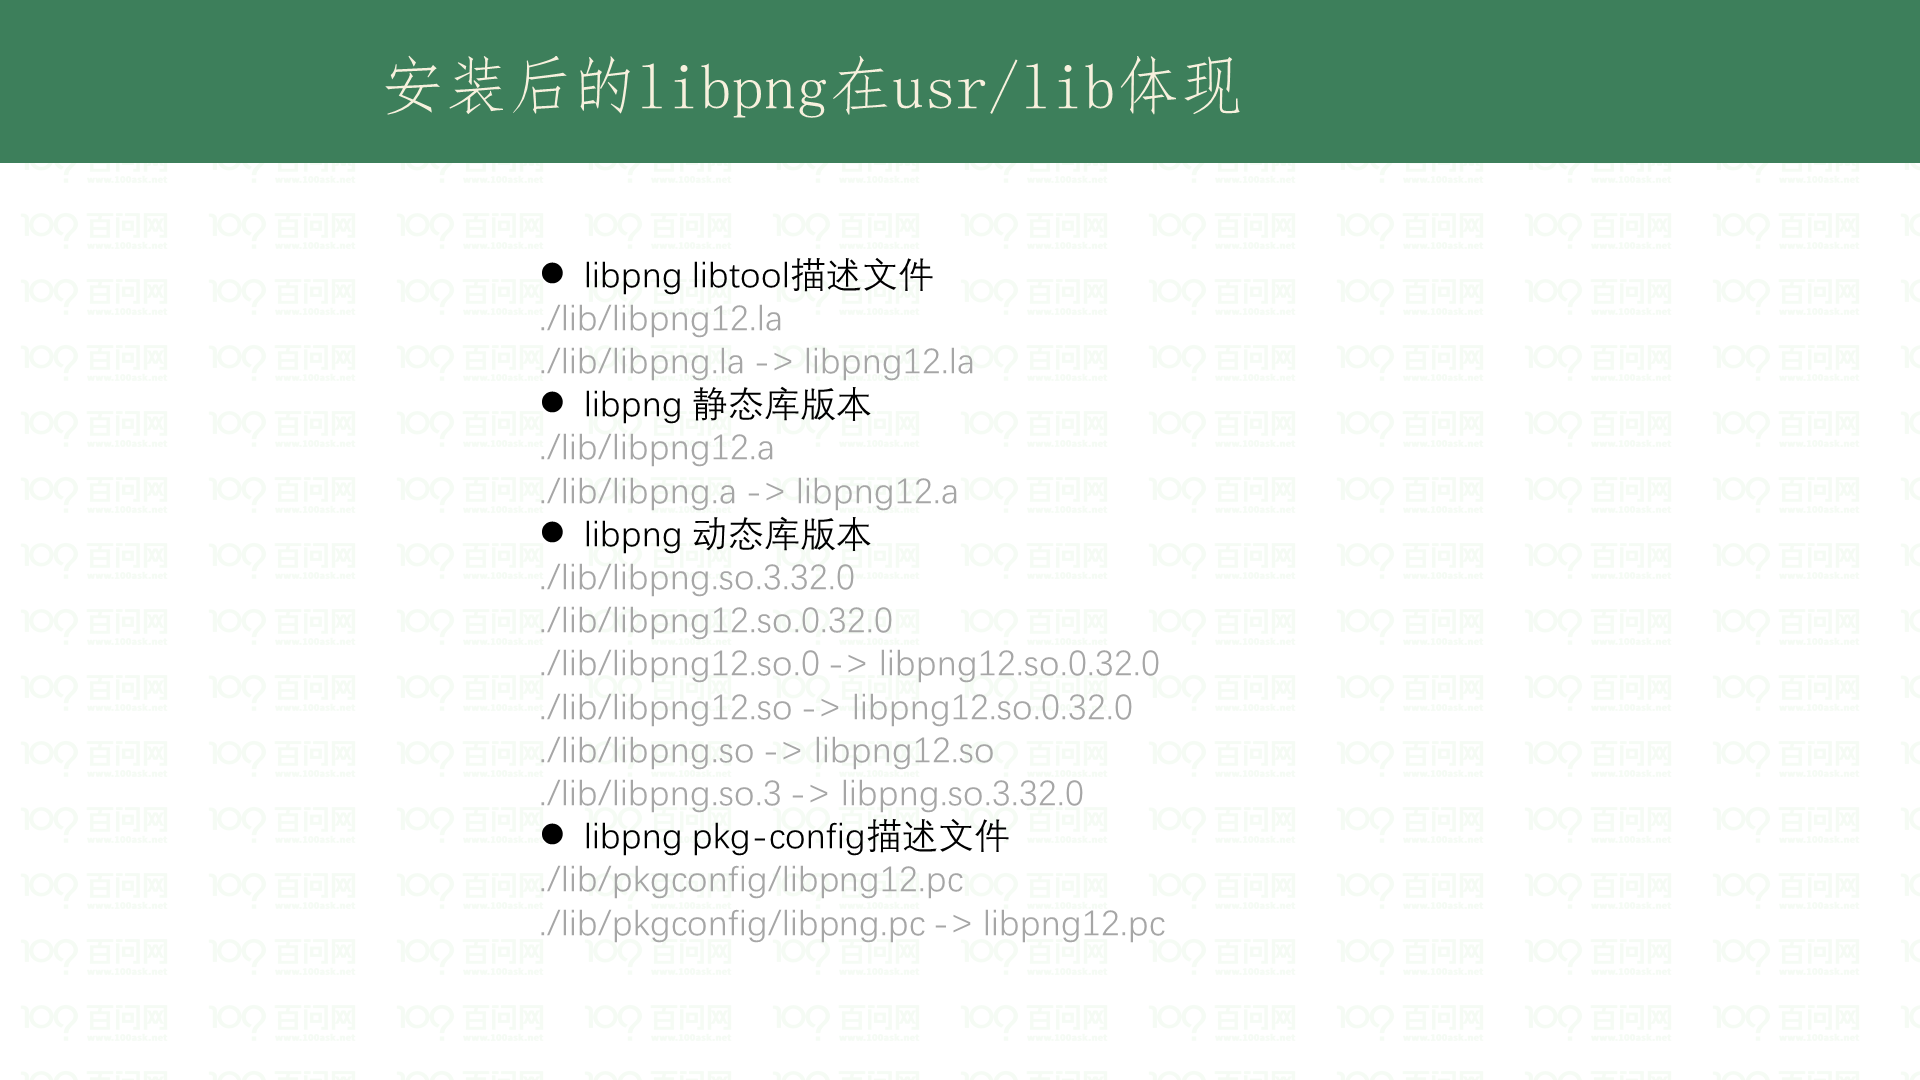 安装后的libpng在usr/lib体现
● libpng libtool描述文件
./lib/libpng12.la
./lib/libpng.la -> libpng12.la
● libpng 静态库版本
./lib/libpng12.a
./lib/libpng.a -> libpng12.a
● libpng 动态库版本
./lib/libpng.so.3.32.0
./lib/libpng12.so.0.32.0
./lib/libpng12.so.0 -> libpng12.so.0.32.0
./lib/libpng12.so -> libpng12.so.0.32.0
./lib/libpng.so -> libpng12.so
./lib/libpng.so.3 -> libpng.so.3.32.0
● libpng pkg-config描述文件
./lib/pkgconfig/libpng12.pc
./lib/pkgconfig/libpng.pc -> libpng12.pc